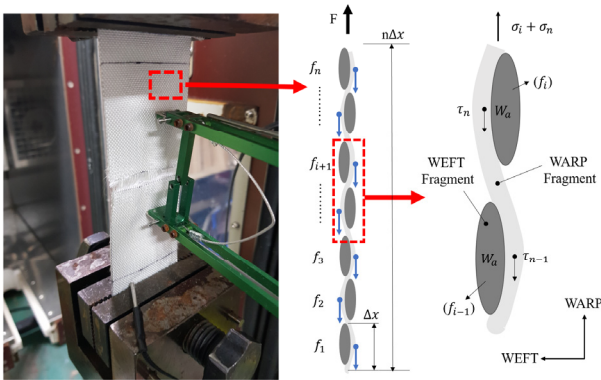 F
nΔx
f_n
f_{i+1}
f_3
f_2
Δx
f_1
σ_i + σ_n
(f_i)
τ_n
W_a
WEFT
Fragment
WARP
Fragment
W_a
τ_{n-1}
(f_{i-1})
WARP
WEFT